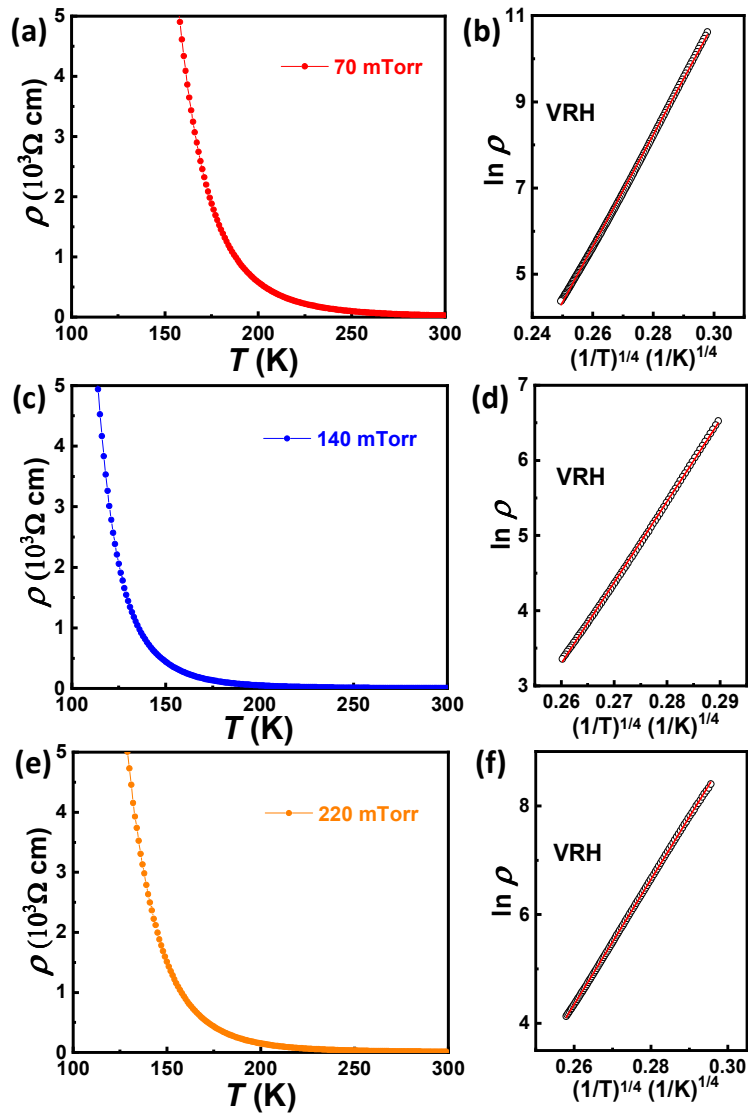 (a)
5
4
3
2
1
0
ρ (10³Ω cm)
70 mTorr
100 150 200 250 300
T (K)
(b)
11
9
7
5
ln ρ
VRH
0.24 0.26 0.28 0.30
(1/T)¹/⁴ (1/K)¹/⁴
(c)
5
4
3
2
1
0
ρ (10³Ω cm)
140 mTorr
100 150 200 250 300
T (K)
(d)
7
6
5
4
3
ln ρ
VRH
0.26 0.27 0.28 0.29
(1/T)¹/⁴ (1/K)¹/⁴
(e)
5
4
3
2
1
0
ρ (10³Ω cm)
220 mTorr
100 150 200 250 300
T (K)
(f)
8
6
4
ln ρ
VRH
0.26 0.28 0.30
(1/T)¹/⁴ (1/K)¹/⁴